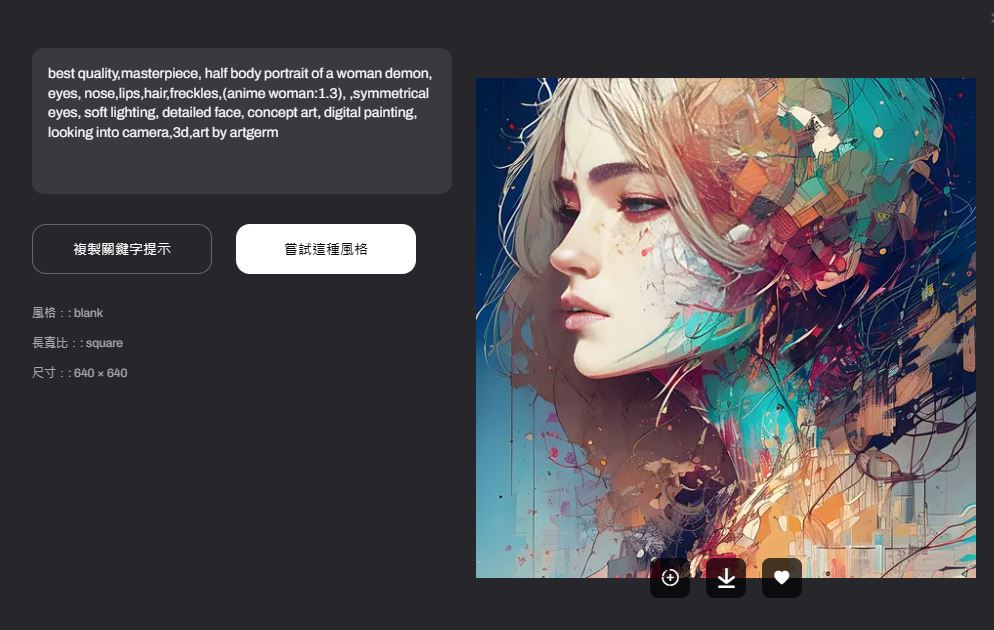 best quality,masterpiece, half body portrait of a woman demon,
eyes, nose,lips,hair,freckles,(anime woman:1.3), ,symmetrical
eyes, soft lighting, detailed face, concept art, digital painting,
looking into camera,3d,art by artgerm
複製關鍵字提示
嘗試這種風格
風格：: blank
長寬比：: square
尺寸：: 640 × 640